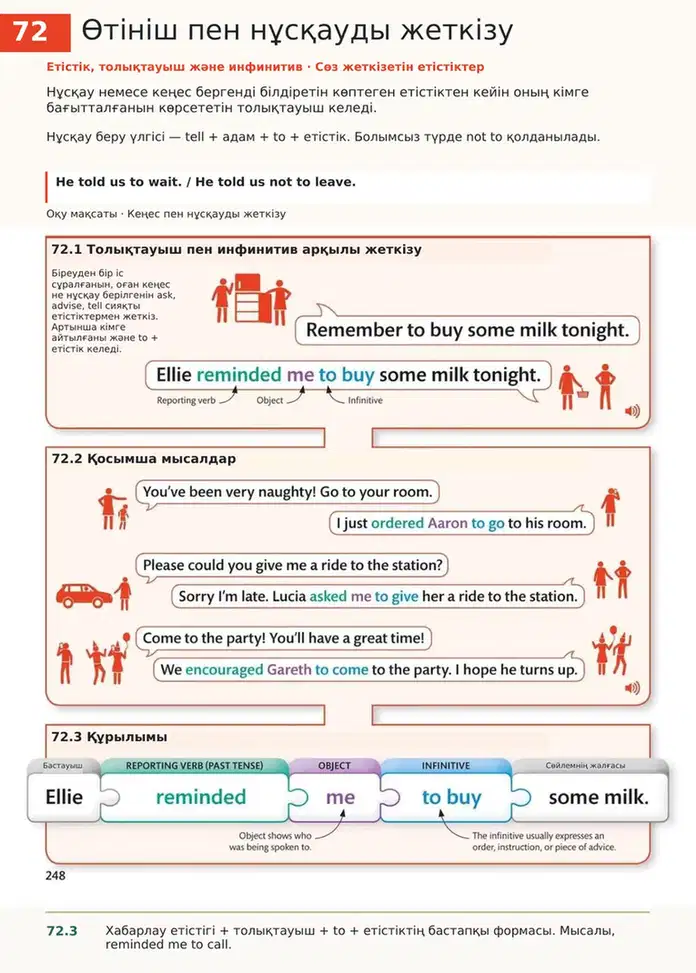 72 Өтініш пен нұсқауды жеткізу
Етістік, толықтауыш және инфинитив · Сөз жеткізетін етістіктер
Нұсқау немесе кеңес бергенді білдіретін көптеген етістіктен кейін оның кімге
бағытталғанын көрсететін толықтауыш келеді.
Нұсқау беру үлгісі — tell + адам + to + етістік. Болымсыз түрде not to қолданылады.
He told us to wait. / He told us not to leave.
Оқу мақсаты · Кеңес пен нұсқауды жеткізу
72.1 Толықтауыш пен инфинитив арқылы жеткізу
Біреуден бір іс
сұралғанын, оған кеңес
не нұсқау берілгенін ask,
advise, tell сияқты
етістіктермен жеткіз.
Артынша кімге
айтылғаны және to +
етістік келеді.
Remember to buy some milk tonight.
Ellie reminded me to buy some milk tonight.
Reporting verb Object Infinitive
72.2 Қосымша мысалдар
You've been very naughty! Go to your room.
I just ordered Aaron to go to his room.
Please could you give me a ride to the station?
Sorry I'm late. Lucia asked me to give her a ride to the station.
Come to the party! You'll have a great time!
We encouraged Gareth to come to the party. I hope he turns up.
72.3 Құрылымы
Бастауыш REPORTING VERB (PAST TENSE) OBJECT INFINITIVE Сөйлемнің жалғасы
Ellie reminded me to buy some milk.
Object shows who
was being spoken to.
The infinitive usually expresses an
order, instruction, or piece of advice.
248
72.3 Хабарлау етістігі + толықтауыш + to + етістіктің бастапқы формасы. Мысалы,
reminded me to call.